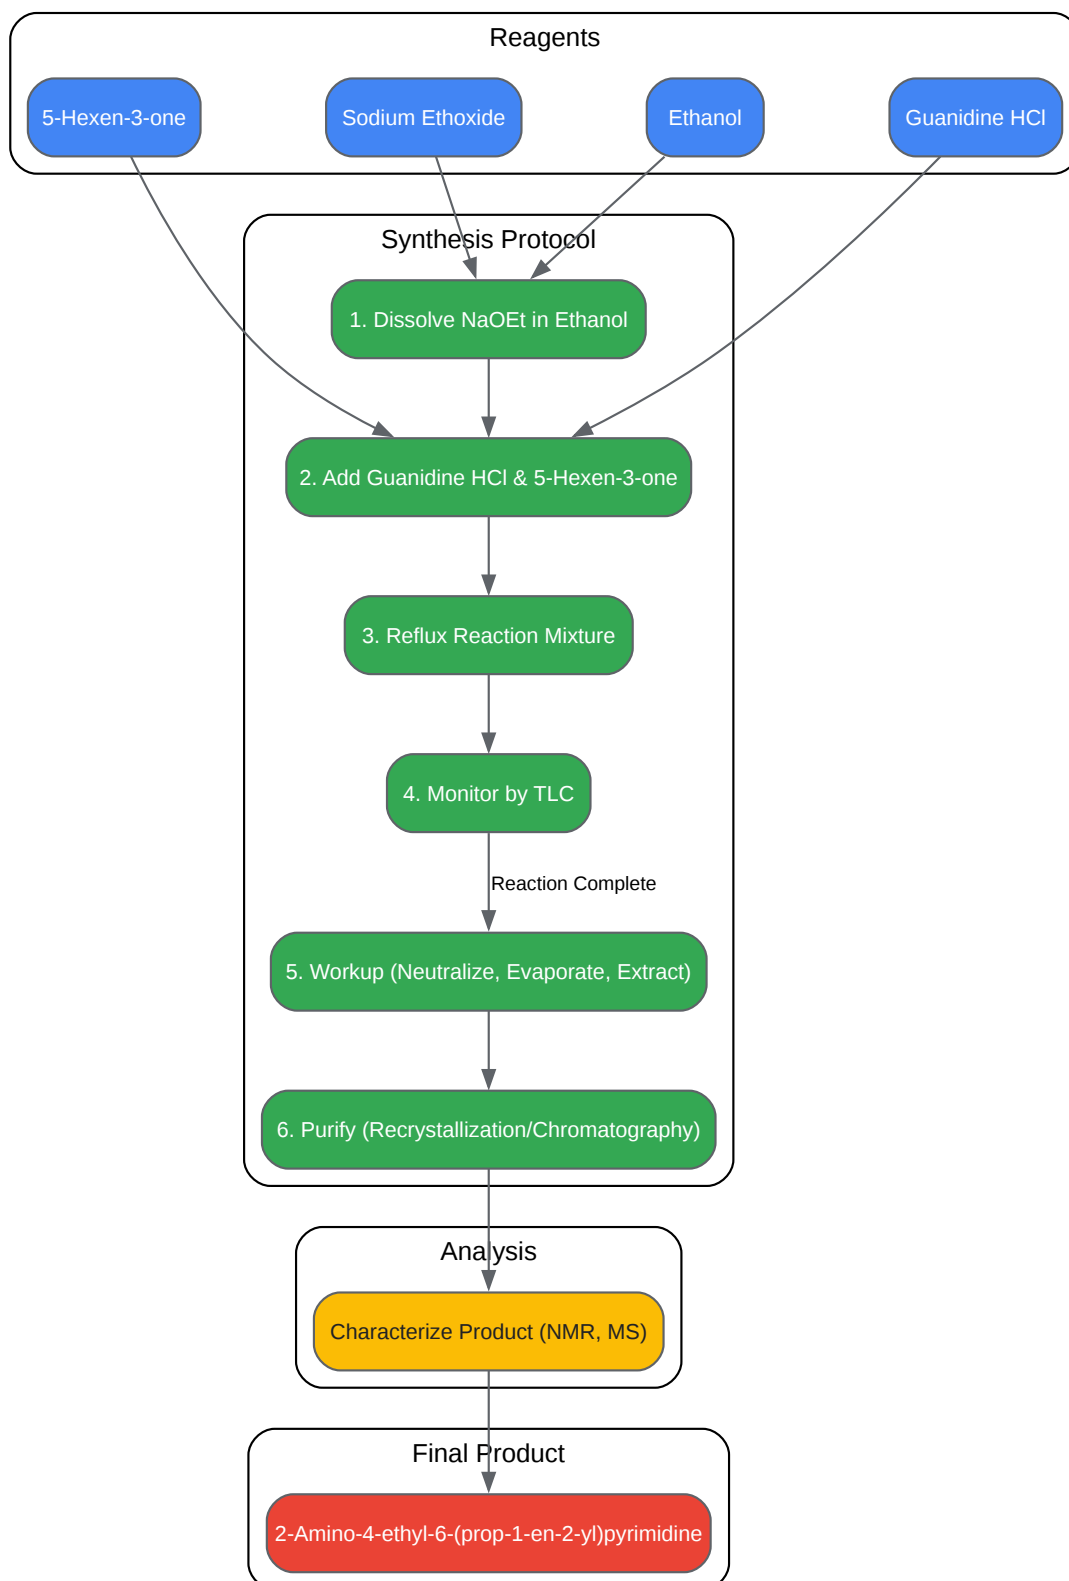 Reagents
5-Hexen-3-one
Sodium Ethoxide
Ethanol
Guanidine HCl
Synthesis Protocol
1. Dissolve NaOEt in Ethanol
2. Add Guanidine HCl & 5-Hexen-3-one
3. Reflux Reaction Mixture
4. Monitor by TLC
Reaction Complete
5. Workup (Neutralize, Evaporate, Extract)
6. Purify (Recrystallization/Chromatography)
Analysis
Characterize Product (NMR, MS)
Final Product
2-Amino-4-ethyl-6-(prop-1-en-2-yl)pyrimidine